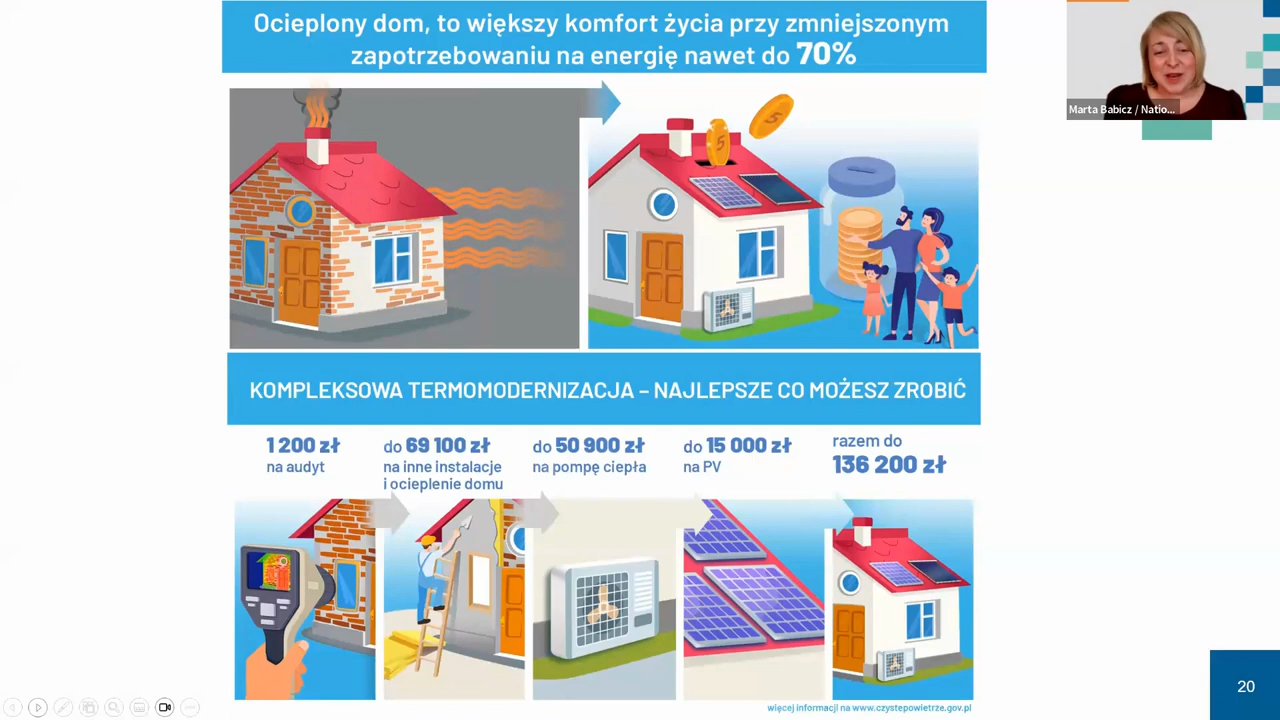 Ocieplony dom, to większy komfort życia przy zmniejszonym
zapotrzebowaniu na energię nawet do 70%
Marta Babicz / Natio...
5
5
KOMPLEKSOWA TERMOMODERNIZACJA – NAJLEPSZE CO MOŻESZ ZROBIĆ
1 200 zł
na audyt
do 69 100 zł
na inne instalacje
i ocieplenie domu
do 50 900 zł
na pompę ciepła
do 15 000 zł
na PV
razem do
136 200 zł
więcej informacji na www.czystepowietrze.gov.pl
20